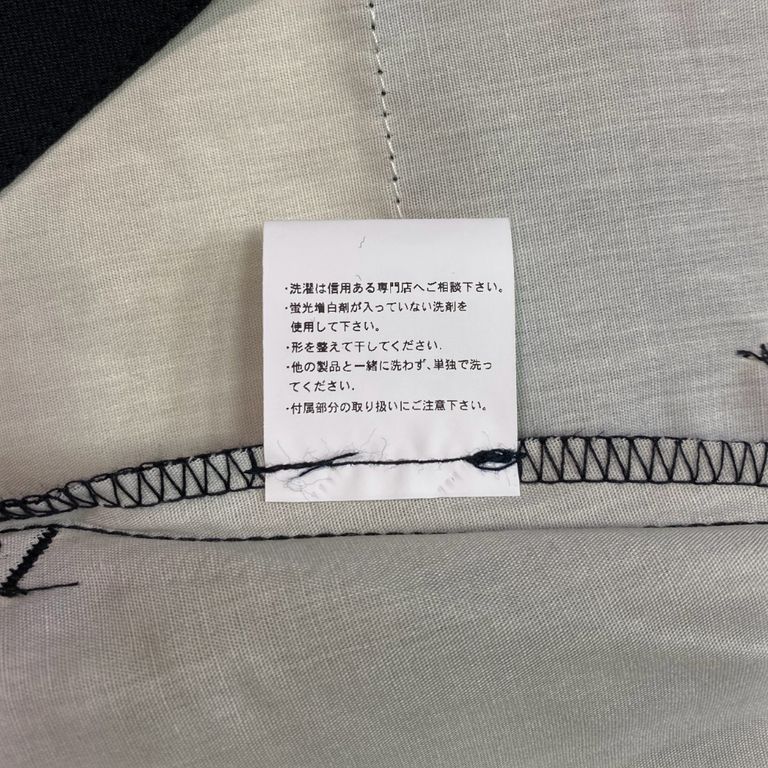 ・洗濯は信用ある専門店へご相談下さい。
・蛍光増白剤が入っていない洗剤を
使用して下さい。
・形を整えて干してください.
・他の製品と一緒に洗わず､単独で洗っ
てください.
・付属部分の取り扱いにご注意下さい。